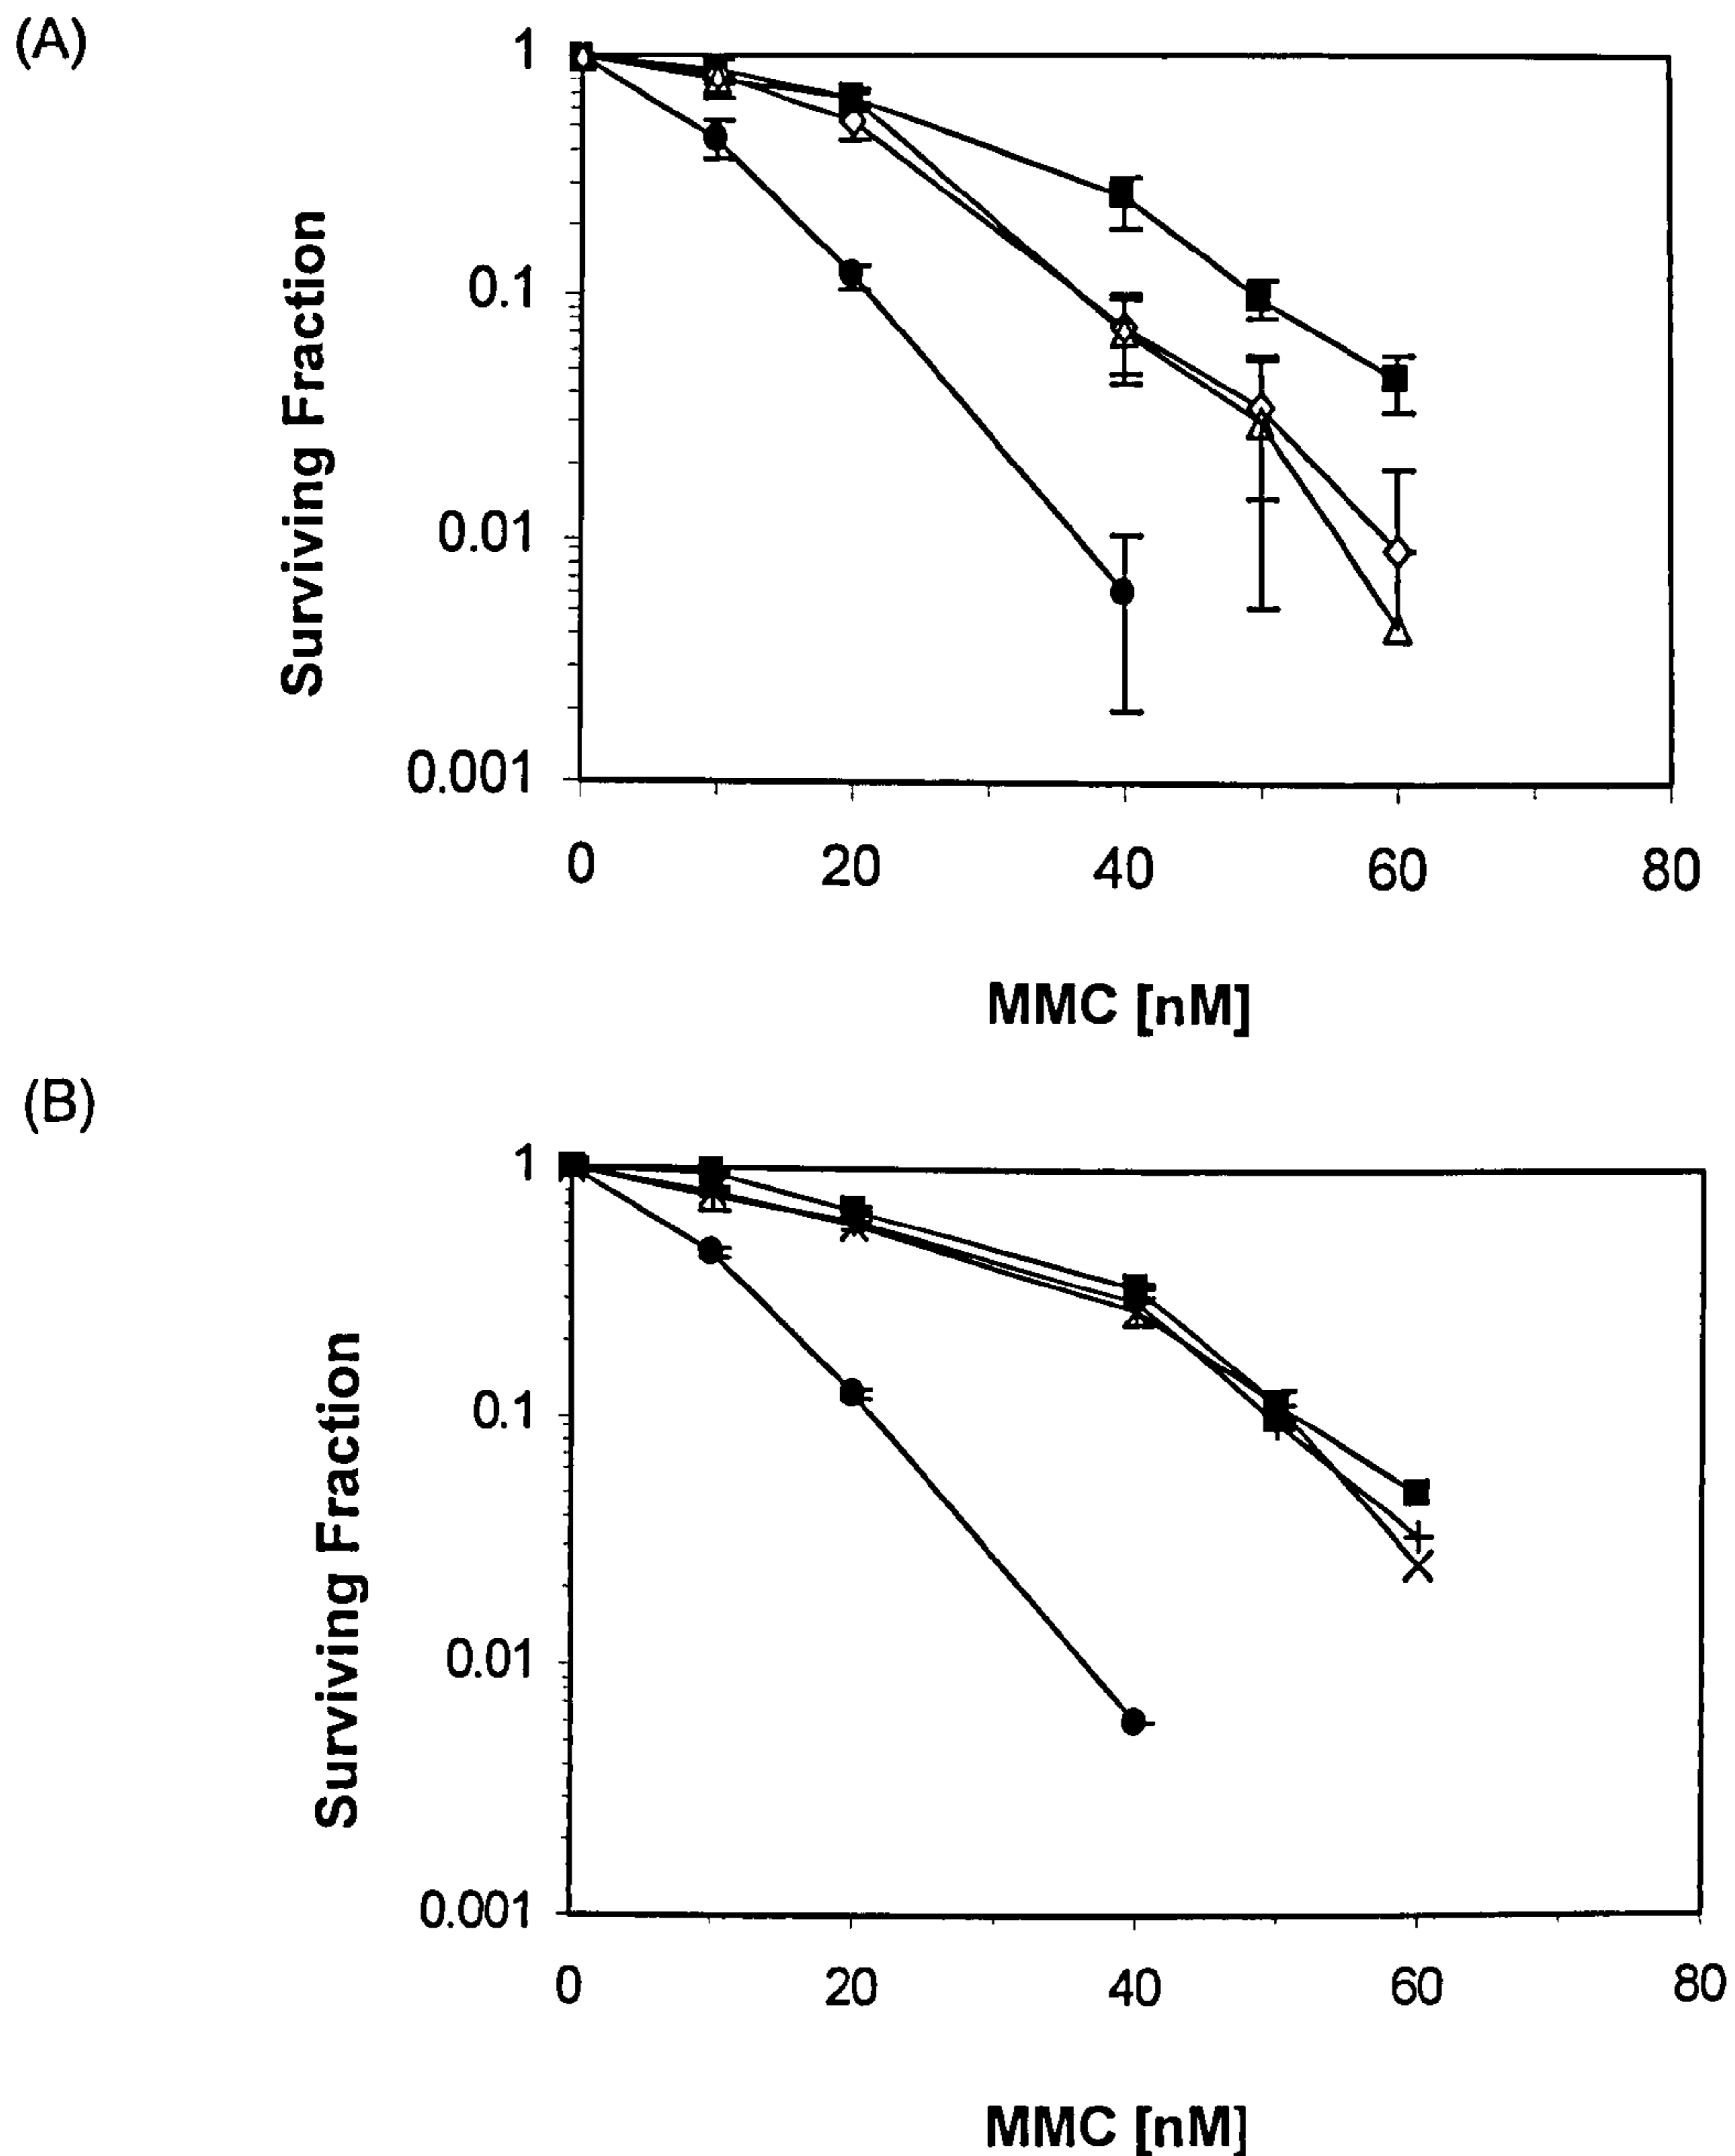 (A)
1
0.1
0.01
0.001
Surviving Fraction
0 20 40 60 80
MMC [nM]
(B)
1
0.1
0.01
0.001
Surviving Fraction
0 20 40 60 80
MMC [nM]